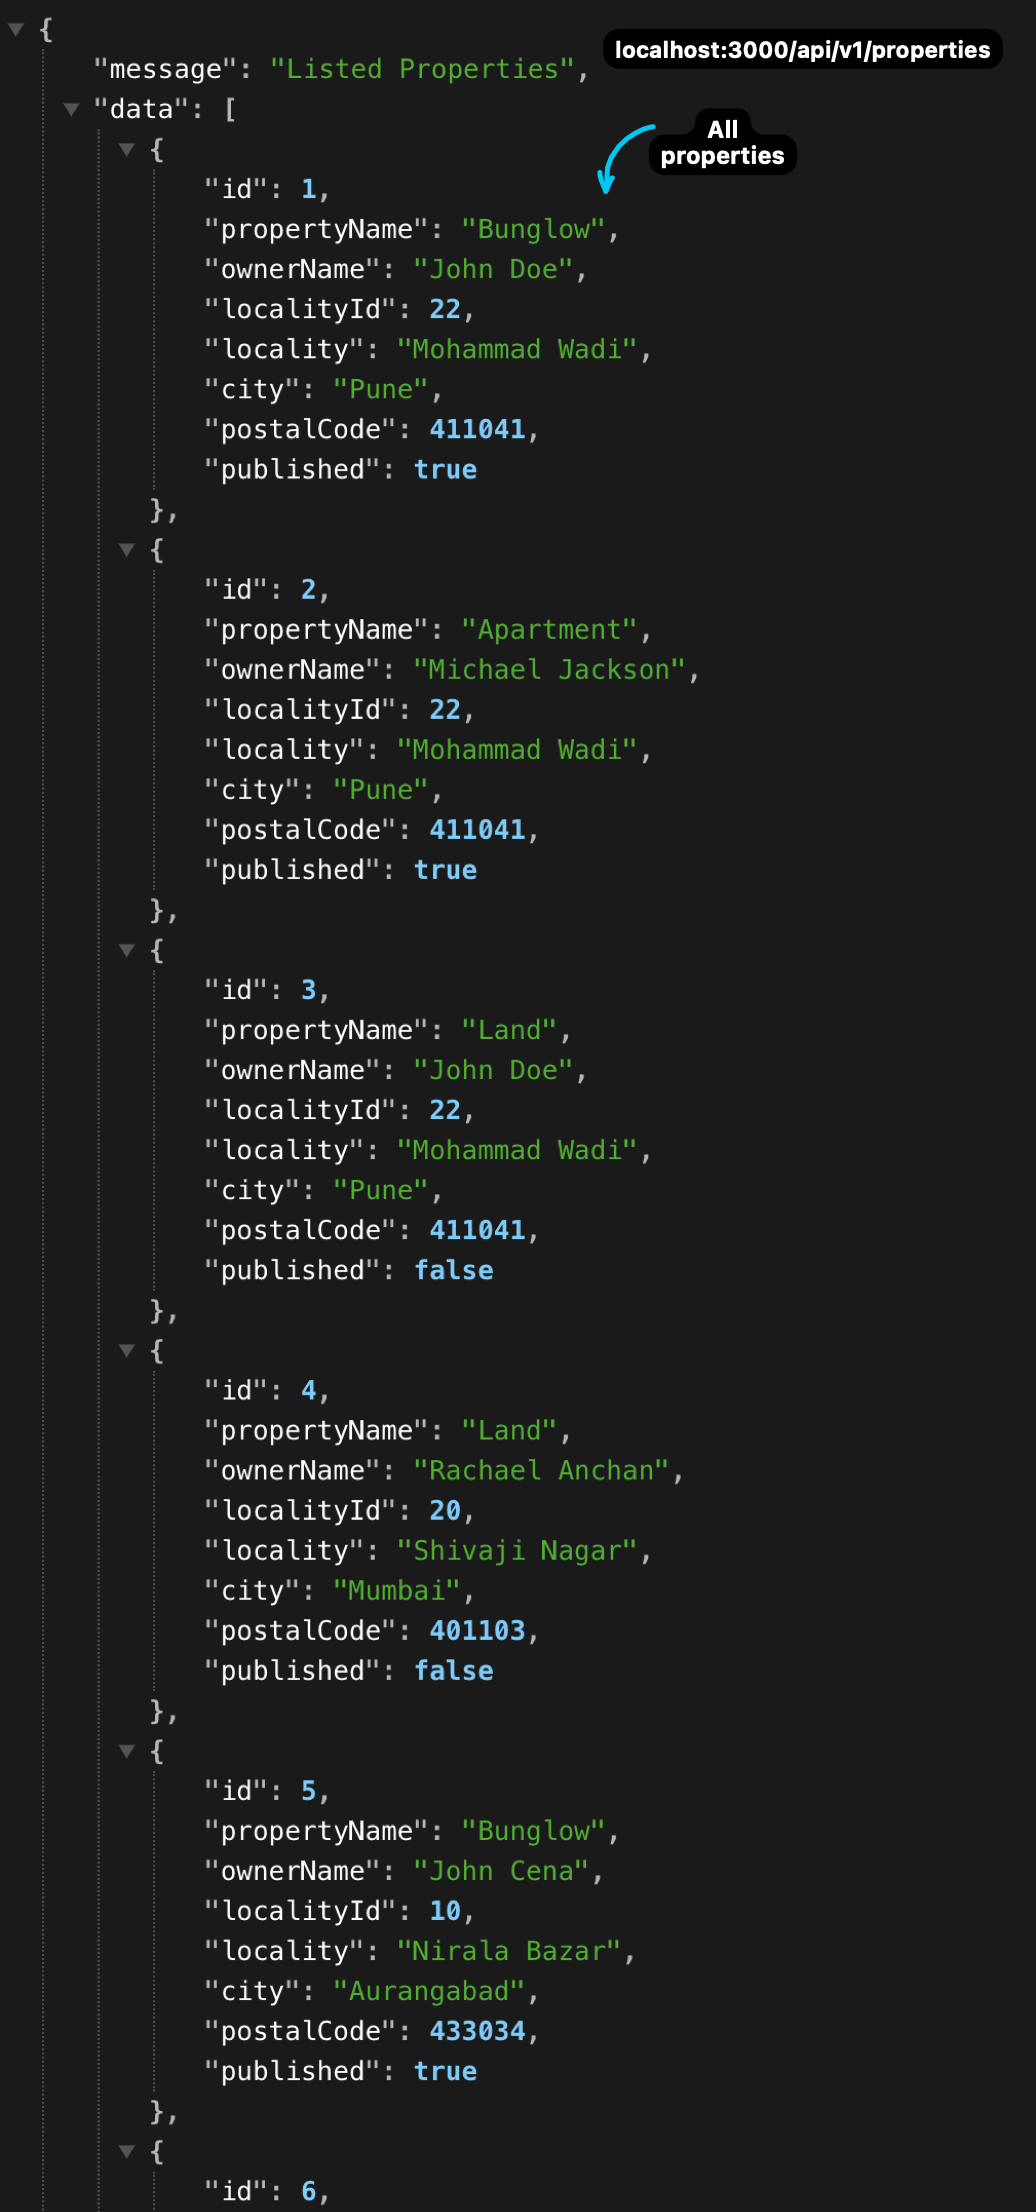 {
localhost:3000/api/v1/properties
"message": "Listed Properties",
"data": [
All
properties
{
"id": 1,
"propertyName": "Bunglow",
"ownerName": "John Doe",
"localityId": 22,
"locality": "Mohammad Wadi",
"city": "Pune",
"postalCode": 411041,
"published": true
},
{
"id": 2,
"propertyName": "Apartment",
"ownerName": "Michael Jackson",
"localityId": 22,
"locality": "Mohammad Wadi",
"city": "Pune",
"postalCode": 411041,
"published": true
},
{
"id": 3,
"propertyName": "Land",
"ownerName": "John Doe",
"localityId": 22,
"locality": "Mohammad Wadi",
"city": "Pune",
"postalCode": 411041,
"published": false
},
{
"id": 4,
"propertyName": "Land",
"ownerName": "Rachael Anchan",
"localityId": 20,
"locality": "Shivaji Nagar",
"city": "Mumbai",
"postalCode": 401103,
"published": false
},
{
"id": 5,
"propertyName": "Bunglow",
"ownerName": "John Cena",
"localityId": 10,
"locality": "Nirala Bazar",
"city": "Aurangabad",
"postalCode": 433034,
"published": true
},
{
"id": 6,